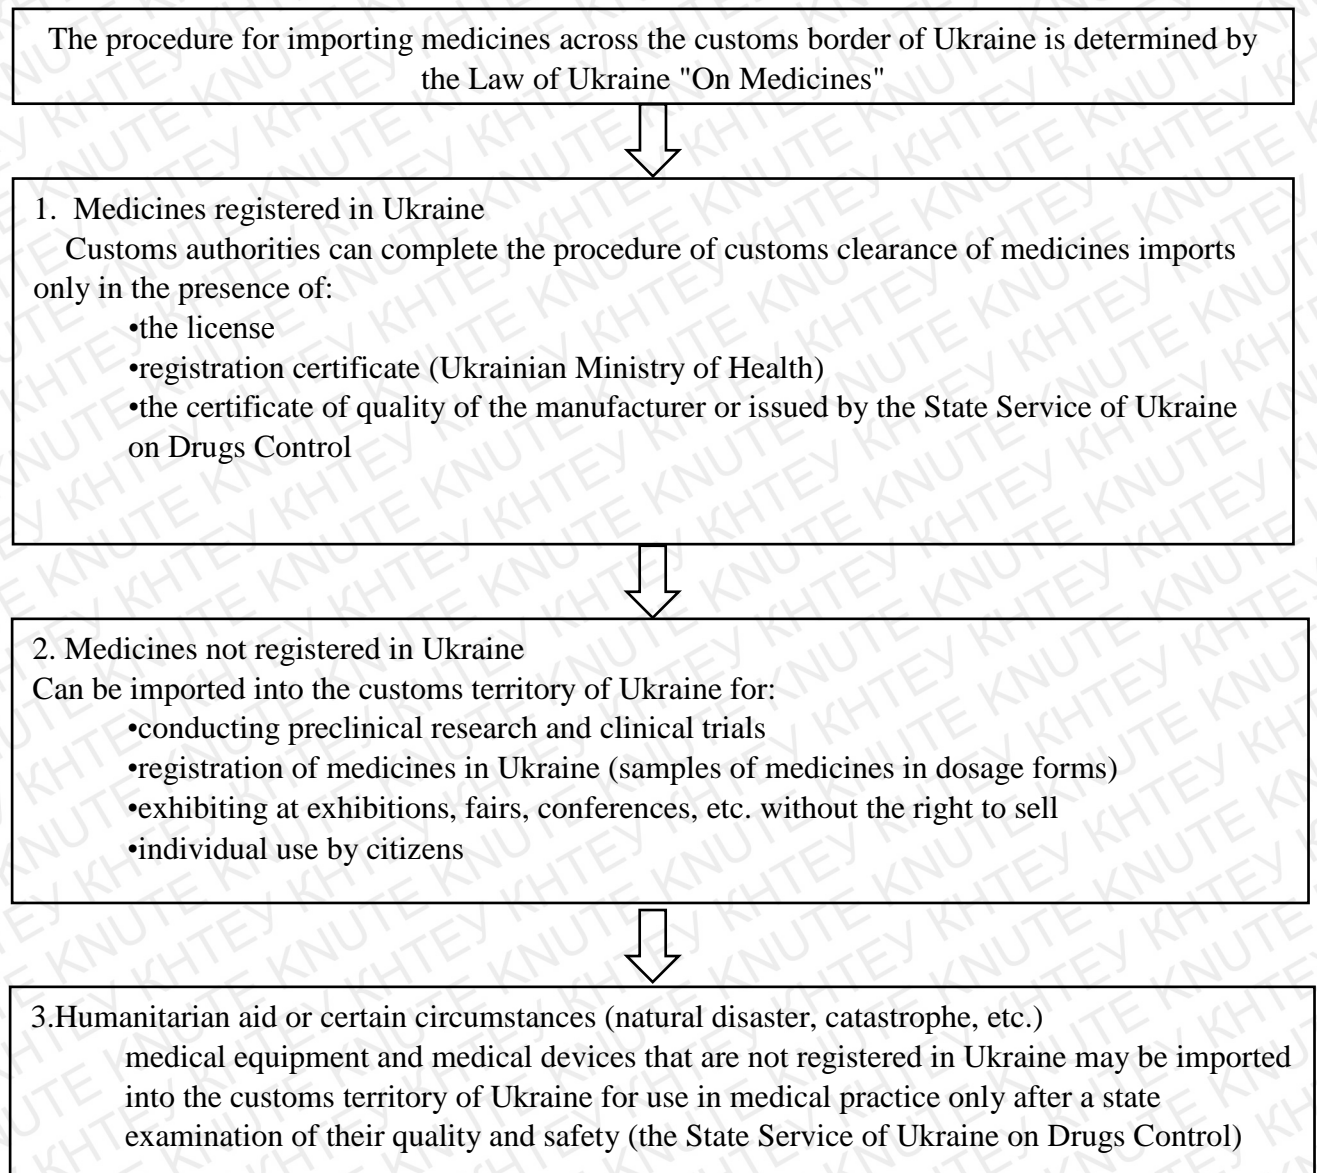 The procedure for importing medicines across the customs border of Ukraine is determined by
the Law of Ukraine "On Medicines"
1. Medicines registered in Ukraine
Customs authorities can complete the procedure of customs clearance of medicines imports
only in the presence of:
•the license
•registration certificate (Ukrainian Ministry of Health)
•the certificate of quality of the manufacturer or issued by the State Service of Ukraine
on Drugs Control
2. Medicines not registered in Ukraine
Can be imported into the customs territory of Ukraine for:
•conducting preclinical research and clinical trials
•registration of medicines in Ukraine (samples of medicines in dosage forms)
•exhibiting at exhibitions, fairs, conferences, etc. without the right to sell
•individual use by citizens
3.Humanitarian aid or certain circumstances (natural disaster, catastrophe, etc.)
medical equipment and medical devices that are not registered in Ukraine may be imported
into the customs territory of Ukraine for use in medical practice only after a state
examination of their quality and safety (the State Service of Ukraine on Drugs Control)